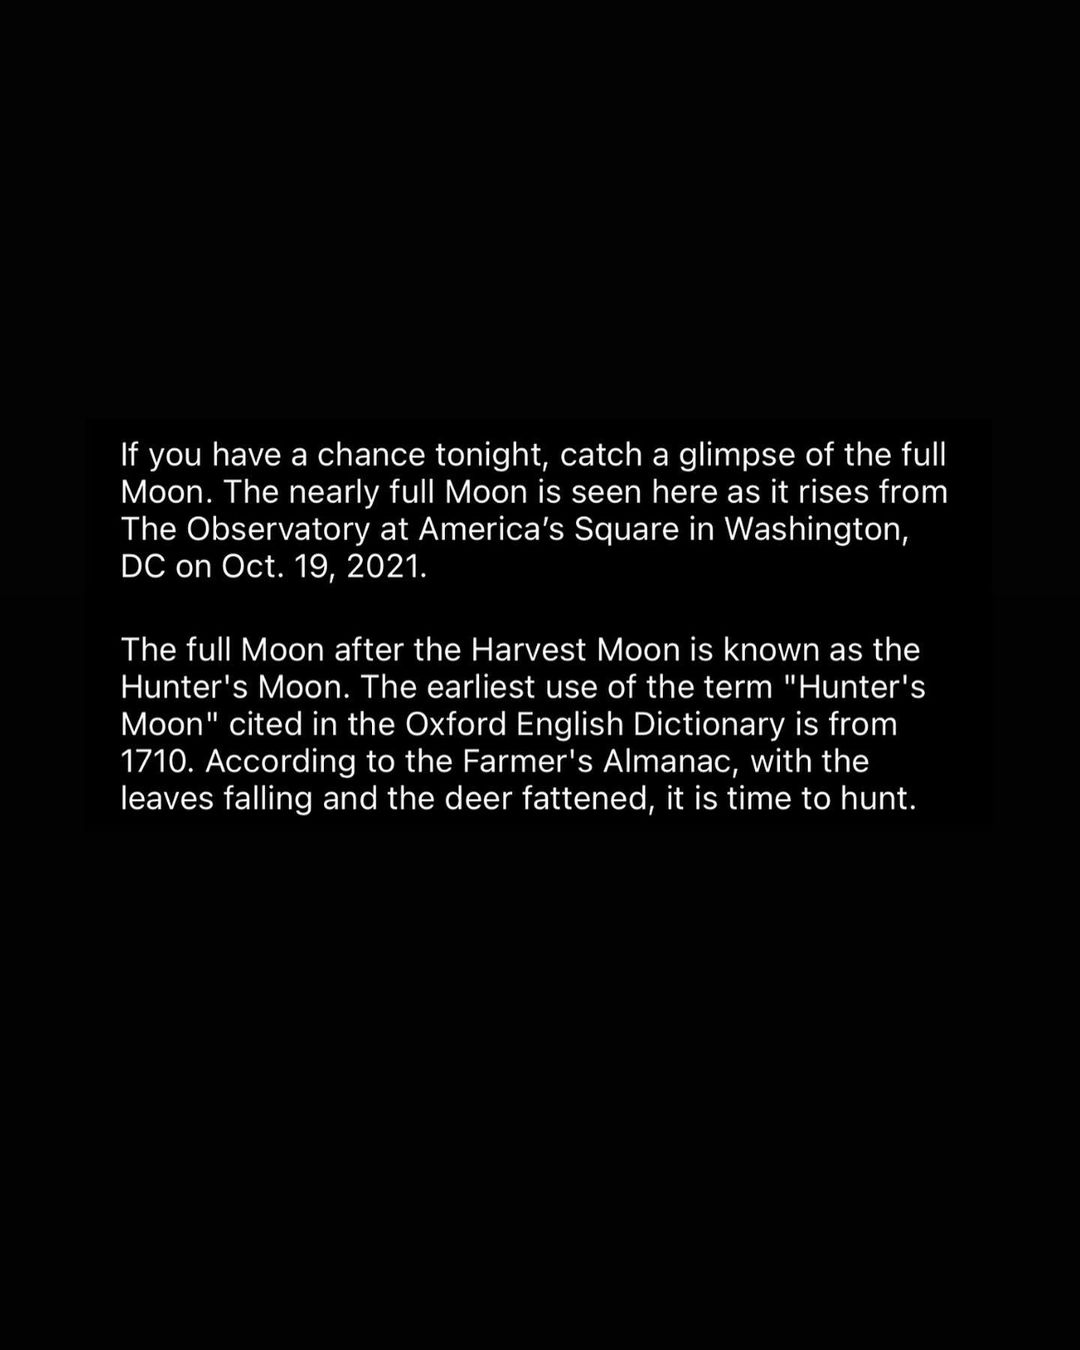 If you have a chance tonight, catch a glimpse of the full
Moon. The nearly full Moon is seen here as it rises from
The Observatory at America’s Square in Washington,
DC on Oct. 19, 2021.
The full Moon after the Harvest Moon is known as the
Hunter's Moon. The earliest use of the term "Hunter's
Moon" cited in the Oxford English Dictionary is from
1710. According to the Farmer's Almanac, with the
leaves falling and the deer fattened, it is time to hunt.